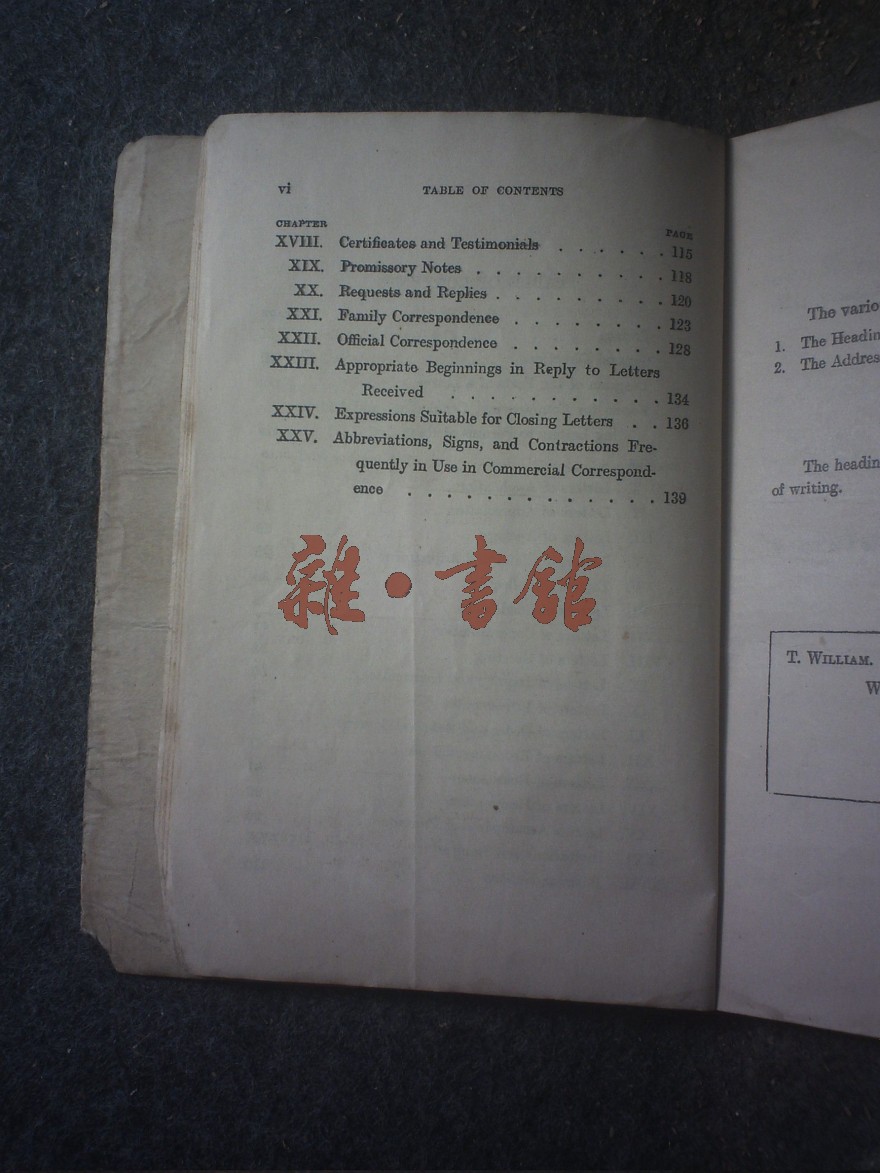 vi TABLE OF CONTENTS
CHAPTER PAGE
XVIII. Certificates and Testimonials . . . . . . 115
XIX. Promissory Notes . . . . . . . . . 118
XX. Requests and Replies . . . . . . . . 120
XXI. Family Correspondence . . . . . . . 123
XXII. Official Correspondence . . . . . . . 128
XXIII. Appropriate Beginnings in Reply to Letters
Received . . . . . . . . . . . 134
XXIV. Expressions Suitable for Closing Letters . . 136
XXV. Abbreviations, Signs, and Contractions Fre-
quently in Use in Commercial Correspond-
ence . . . . . . . . . . . . . 139
雜·書館
The vario
1. The Headin
2. The Addres
The headin
of writing.
T. WILLIAM.
W